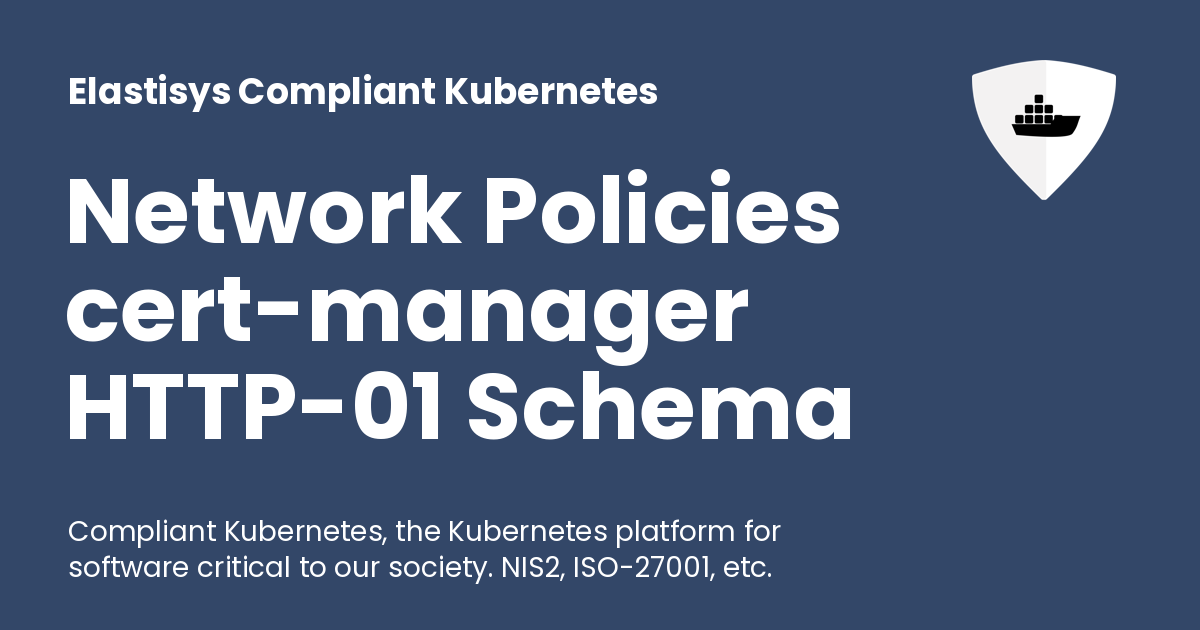 Elastisys Compliant Kubernetes
Network Policies
cert-manager
HTTP-01 Schema
Compliant Kubernetes, the Kubernetes platform for
software critical to our society. NIS2, ISO-27001, etc.